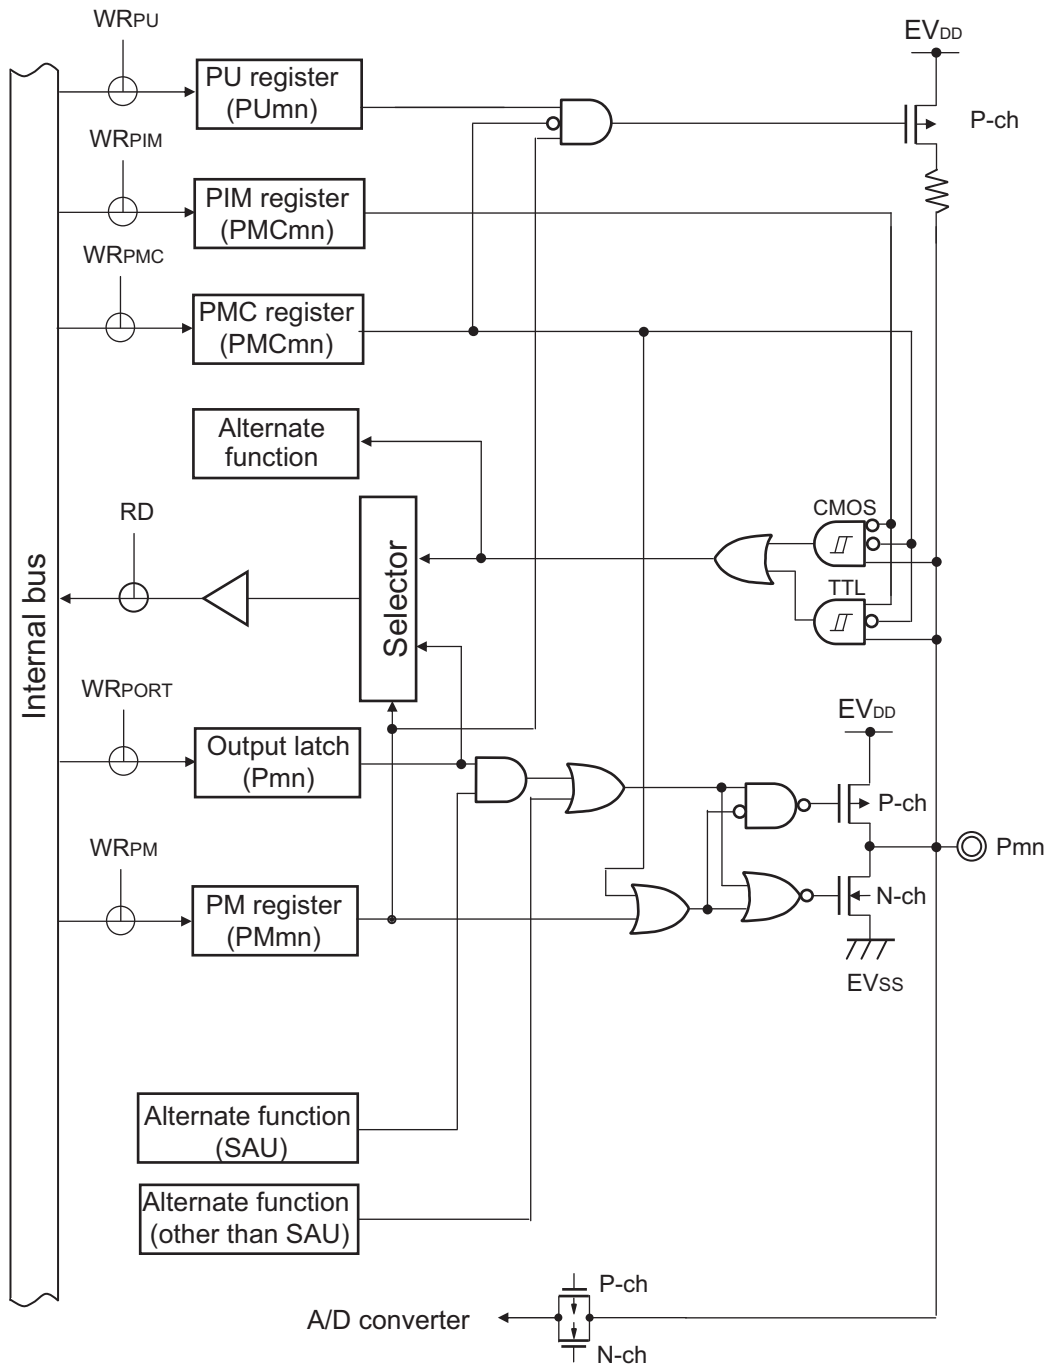 WRPU
EVDD
PU register
(PUmn)
P-ch
WRPIM
PIM register
(PMCmn)
WRPMC
PMC register
(PMCmn)
Alternate
function
CMOS
RD
Selector
TTL
Internal bus
WRPORT
EVDD
Output latch
(Pmn)
P-ch
Pmn
WRPM
PM register
(PMmn)
N-ch
EVSS
Alternate function
(SAU)
Alternate function
(other than SAU)
P-ch
A/D converter
N-ch